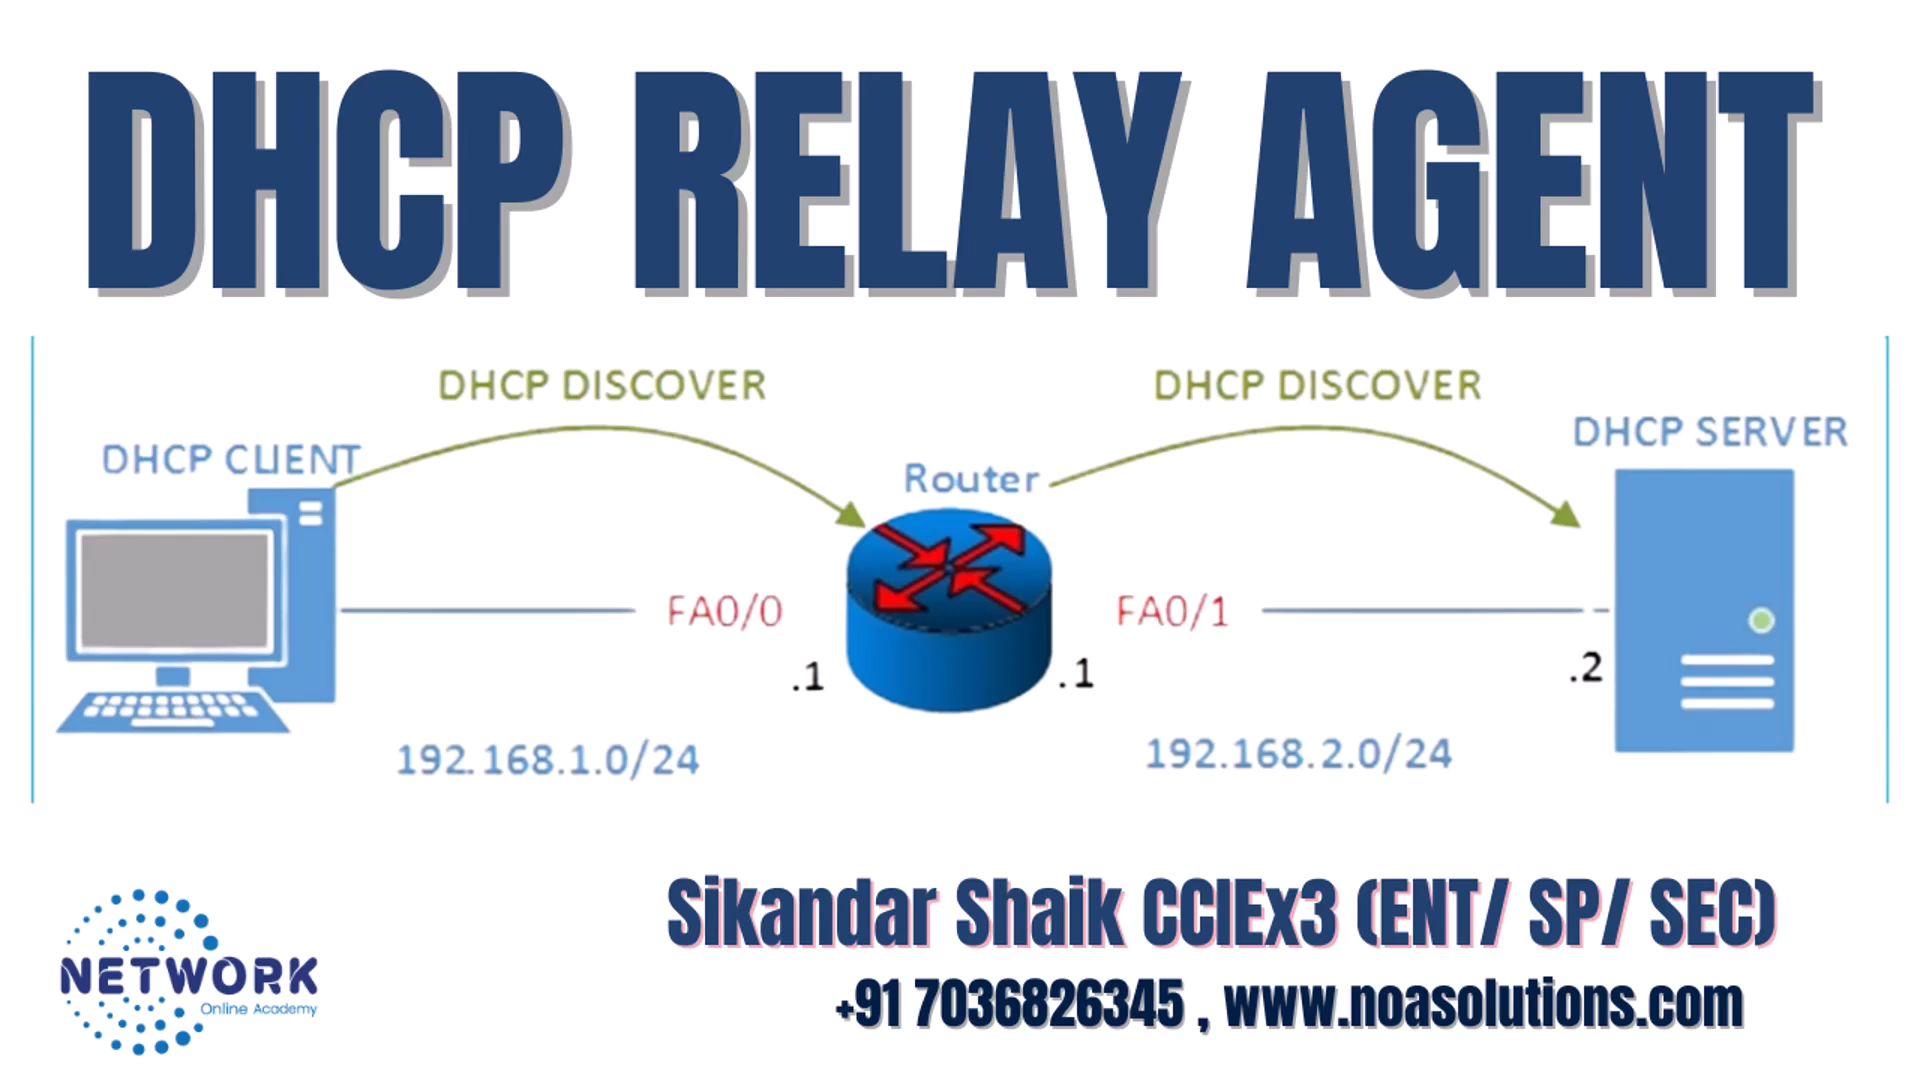 DHCP RELAY AGENT
DHCP DISCOVER
DHCP DISCOVER
DHCP CLIENT
Router
DHCP SERVER
FA0/0
FA0/1
.1
.1
.2
192.168.1.0/24
192.168.2.0/24
NETWORK
Online Academy
Sikandar Shaik CCIEx3 (ENT/ SP/ SEC)
+91 7036826345 , www.noasolutions.com